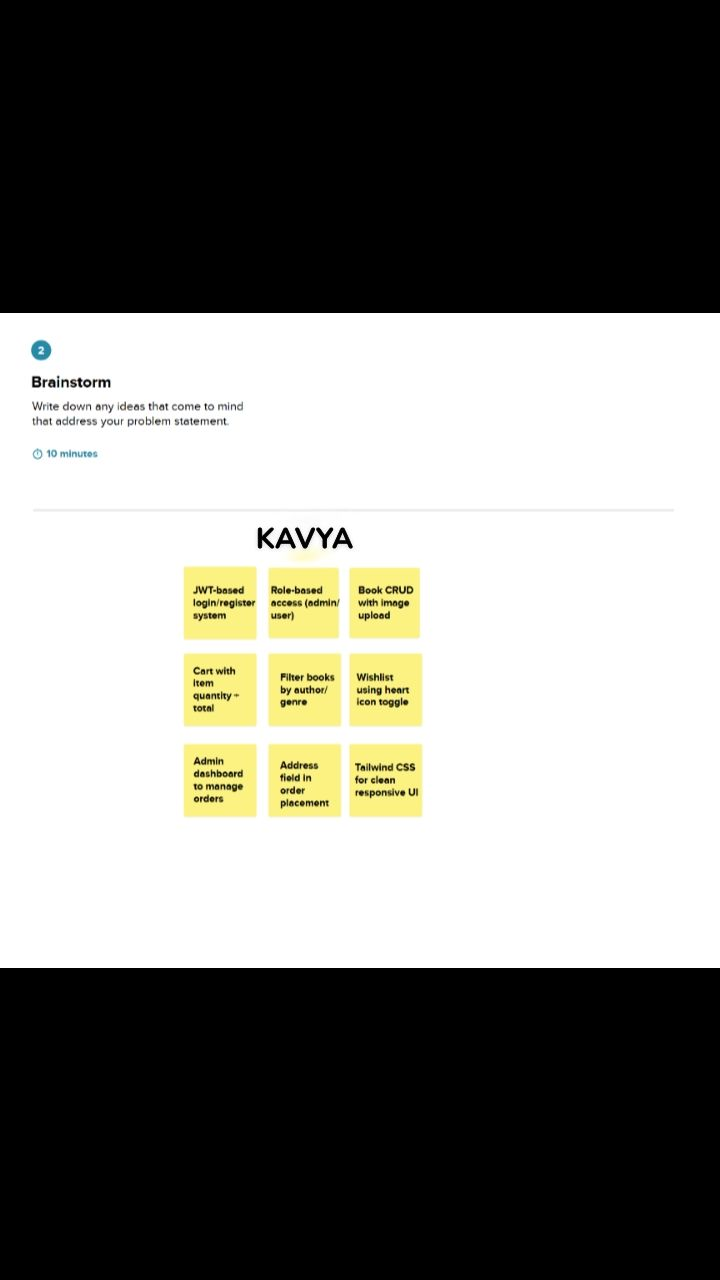 2
Brainstorm
Write down any ideas that come to mind
that address your problem statement.
10 minutes
KAVYA
JWT-based
login/register
system
Role-based
access (admin/
user)
Book CRUD
with image
upload
Cart with
item
quantity +
total
Filter books
by author/
genre
Wishlist
using heart
icon toggle
Admin
dashboard
to manage
orders
Address
field in
order
placement
Tailwind CSS
for clean
responsive UI